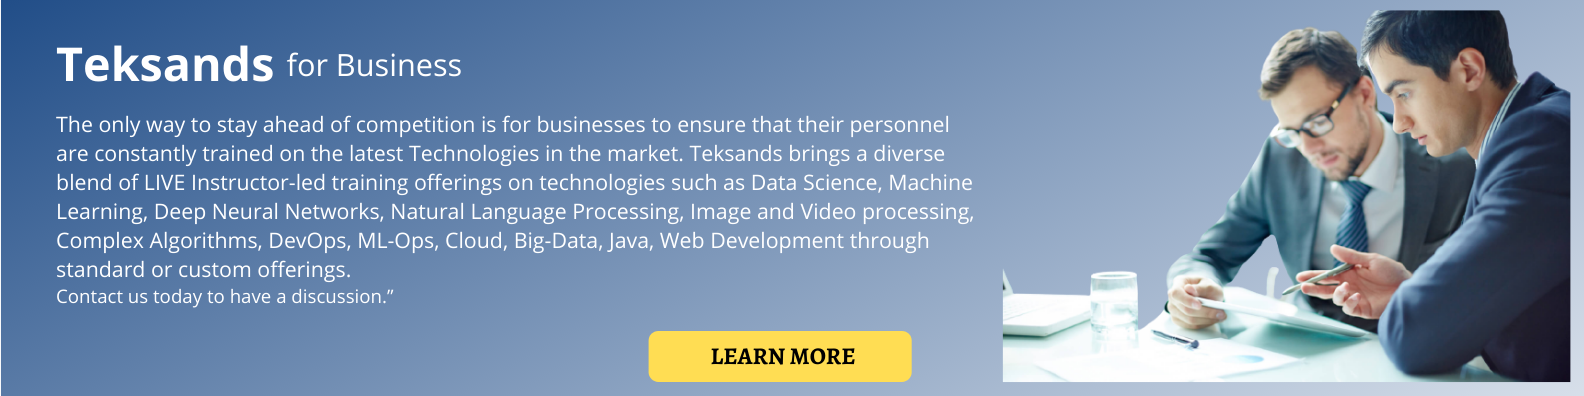 Teksands for Business
The only way to stay ahead of competition is for businesses to ensure that their personnel
are constantly trained on the latest Technologies in the market. Teksands brings a diverse
blend of LIVE Instructor-led training offerings on technologies such as Data Science, Machine
Learning, Deep Neural Networks, Natural Language Processing, Image and Video processing,
Complex Algorithms, DevOps, ML-Ops, Cloud, Big-Data, Java, Web Development through
standard or custom offerings.
Contact us today to have a discussion.”
LEARN MORE